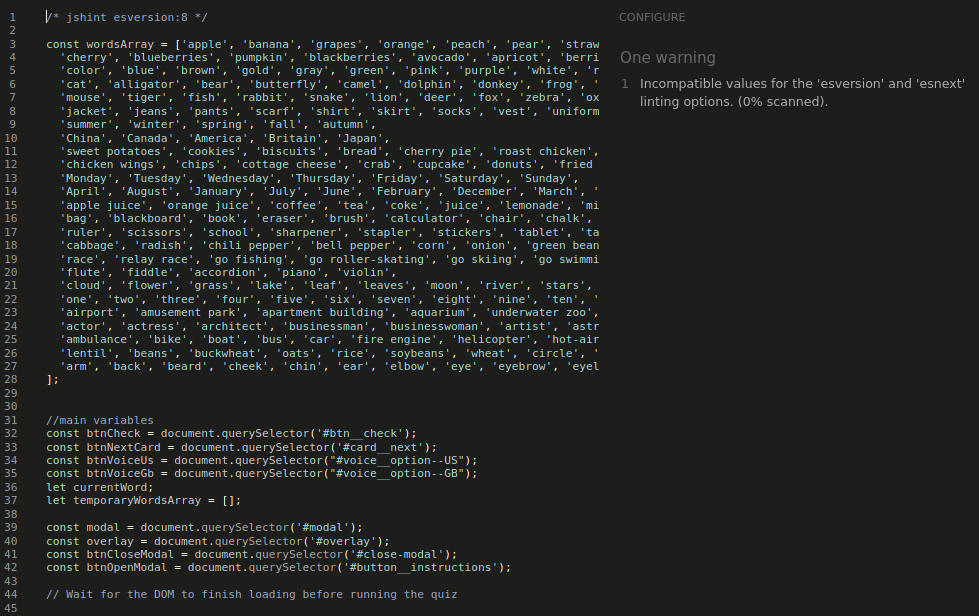 1 /* jshint esversion:8 */
2
3 const wordsArray = ['apple', 'banana', 'grapes', 'orange', 'peach', 'pear', 'straw
4 'cherry', 'blueberries', 'pumpkin', 'blackberries', 'avocado', 'apricot', 'berri
5 'color', 'blue', 'brown', 'gold', 'gray', 'green', 'pink', 'purple', 'white', 'r
6 'cat', 'alligator', 'bear', 'butterfly', 'camel', 'dolphin', 'donkey', 'frog', '
7 'mouse', 'tiger', 'fish', 'rabbit', 'snake', 'lion', 'deer', 'fox', 'zebra', 'ox
8 'jacket', 'jeans', 'pants', 'scarf', 'shirt', 'skirt', 'socks', 'vest', 'uniform
9 'summer', 'winter', 'spring', 'fall', 'autumn',
10 'China', 'Canada', 'America', 'Britain', 'Japan',
11 'sweet potatoes', 'cookies', 'biscuits', 'bread', 'cherry pie', 'roast chicken',
12 'chicken wings', 'chips', 'cottage cheese', 'crab', 'cupcake', 'donuts', 'fried
13 'Monday', 'Tuesday', 'Wednesday', 'Thursday', 'Friday', 'Saturday', 'Sunday',
14 'April', 'August', 'January', 'July', 'June', 'February', 'December', 'March', '
15 'apple juice', 'orange juice', 'coffee', 'tea', 'coke', 'juice', 'lemonade', 'mi
16 'bag', 'blackboard', 'book', 'eraser', 'brush', 'calculator', 'chair', 'chalk',
17 'ruler', 'scissors', 'school', 'sharpener', 'stapler', 'stickers', 'tablet', 'ta
18 'cabbage', 'radish', 'chili pepper', 'bell pepper', 'corn', 'onion', 'green bean
19 'race', 'relay race', 'go fishing', 'go roller-skating', 'go skiing', 'go swimmi
20 'flute', 'fiddle', 'accordion', 'piano', 'violin',
21 'cloud', 'flower', 'grass', 'lake', 'leaf', 'leaves', 'moon', 'river', 'stars',
22 'one', 'two', 'three', 'four', 'five', 'six', 'seven', 'eight', 'nine', 'ten', '
23 'airport', 'amusement park', 'apartment building', 'aquarium', 'underwater zoo',
24 'actor', 'actress', 'architect', 'businessman', 'businesswoman', 'artist', 'astr
25 'ambulance', 'bike', 'boat', 'bus', 'car', 'fire engine', 'helicopter', 'hot-air
26 'lentil', 'beans', 'buckwheat', 'oats', 'rice', 'soybeans', 'wheat', 'circle', '
27 'arm', 'back', 'beard', 'cheek', 'chin', 'ear', 'elbow', 'eye', 'eyebrow', 'eyel
28 ];
29
30
31 //main variables
32 const btnCheck = document.querySelector('#btn__check');
33 const btnNextCard = document.querySelector('#card__next');
34 const btnVoiceUs = document.querySelector("#voice__option--US");
35 const btnVoiceGb = document.querySelector("#voice__option--GB");
36 let currentWord;
37 let temporaryWordsArray = [];
38
39 const modal = document.querySelector('#modal');
40 const overlay = document.querySelector('#overlay');
41 const btnCloseModal = document.querySelector('#close-modal');
42 const btnOpenModal = document.querySelector('#button__instructions');
43
44 // Wait for the DOM to finish loading before running the quiz
45
CONFIGURE
One warning
1 Incompatible values for the 'esversion' and 'esnext'
linting options. (0% scanned).